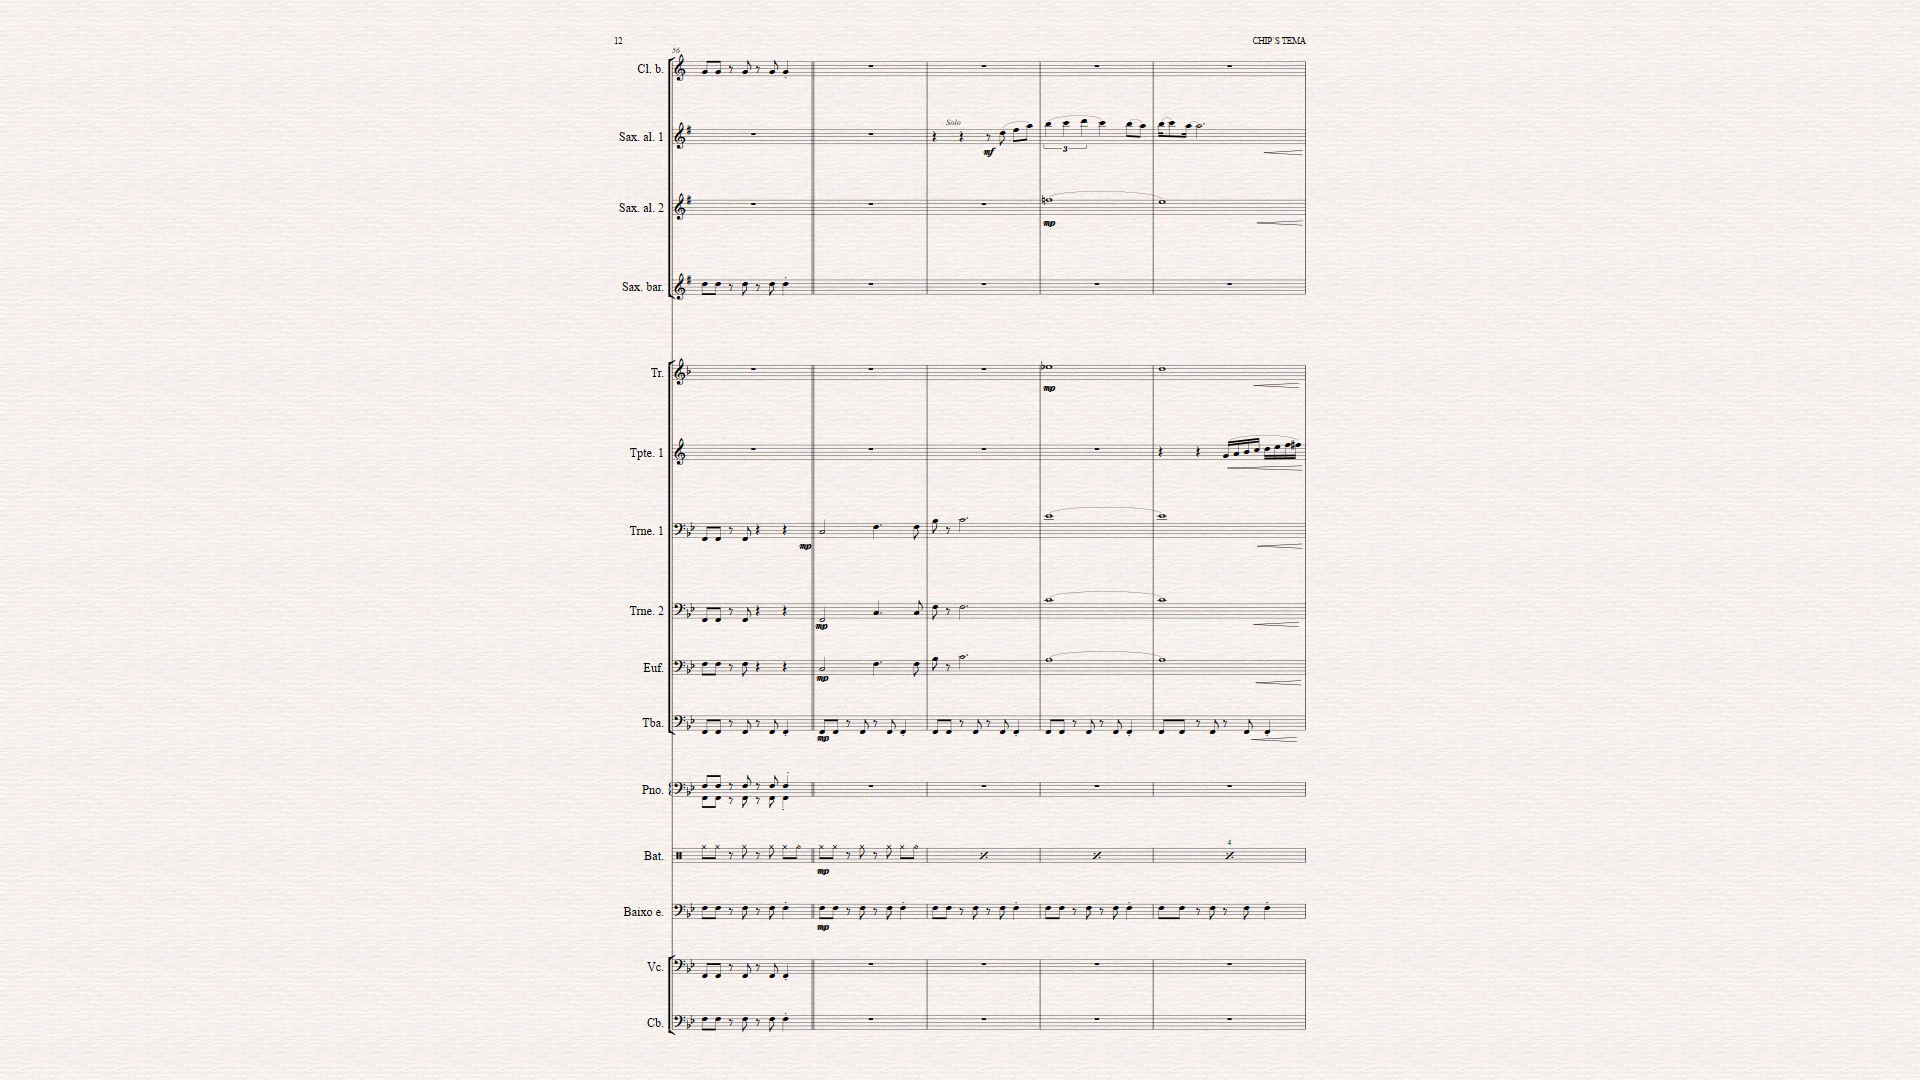 12
CHIP'S TEMA
56
Cl. b.
Solo
Sax. al. 1
mf
3
Sax. al. 2
mp
Sax. bar.
Tr.
mp
Tpte. 1
Trne. 1
mp
Trne. 2
mp
Euf.
mp
Tba.
mp
Pno.
4
Bat.
mp
Baixo e.
mp
Vc.
Cb.